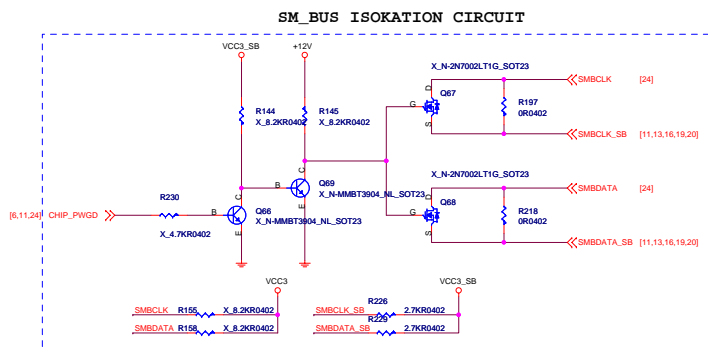 SM_BUS ISOKATION CIRCUIT
VCC3_SB
+12V
X_N-2N7002LT1G_SOT23
SMBCLK [24]
D
Q67
G
S
R197
0R0402
R144
X_8.2KR0402
R145
X_8.2KR0402
SMBCLK_SB [11,13,16,19,20]
X_N-2N7002LT1G_SOT23
SMBDATA [24]
C
B
E
Q69
X_N-MMBT3904_NL_SOT23
D
Q68
G
S
R218
0R0402
R230
[6,11,24] CHIP_PWGD
X_4.7KR0402
C
B
E
Q66
X_N-MMBT3904_NL_SOT23
SMBDATA_SB [11,13,16,19,20]
VCC3
VCC3_SB
SMBCLK R155 X_8.2KR0402
SMBDATA R158 X_8.2KR0402
R226
SMBCLK_SB 2.7KR0402
R229
SMBDATA_SB 2.7KR0402